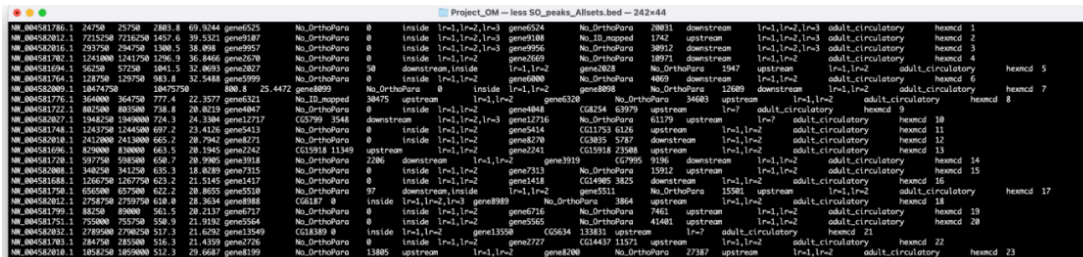 Project_OM — less SO_peaks_Allsets.bed — 242×44
NW_004581786.1 24750 25750 2803.8 69.9244 gene6525 No_OrthoPara 0 inside lr=1,lr=2,lr=3 gene6524 No_OrthoPara 20031 downstream lr=1,lr=2,lr=3 adult_circulatory hexmcd 1
NW_004582012.1 7215250 7216250 1457.6 39.5321 gene9107 No_OrthoPara 0 inside lr=1,lr=2,lr=3 gene9108 No_ID_mapped 1742 upstream lr=1,lr=2,lr=3 adult_circulatory hexmcd 2
NW_004582016.1 293750 294750 1300.5 38.098 gene9957 No_OrthoPara 0 inside lr=1,lr=2,lr=3 gene9956 No_OrthoPara 30912 downstream lr=1,lr=2,lr=3 adult_circulatory hexmcd 3
NW_004581702.1 1241000 1241750 1296.9 36.8466 gene2670 No_OrthoPara 0 inside lr=1,lr=2 gene2669 No_OrthoPara 10971 downstream lr=1,lr=2 adult_circulatory hexmcd 4
NW_004581694.1 56250 57250 1041.5 32.0693 gene2027 No_OrthoPara 50 downstream,inside lr=1,lr=2 gene2028 No_OrthoPara 1947 upstream lr=1,lr=2 adult_circulatory hexmcd 5
NW_004581764.1 128750 129750 983.8 32.5488 gene5999 No_OrthoPara 0 inside lr=1,lr=2 gene6000 No_OrthoPara 4069 downstream lr=1,lr=2 adult_circulatory hexmcd 6
NW_004582009.1 10474750 10475750 800.8 25.4472 gene8099 No_OrthoPara 0 inside lr=1,lr=2 gene8098 No_OrthoPara 12609 downstream lr=1,lr=2 adult_circulatory hexmcd 7
NW_004581776.1 364000 364750 777.4 22.3577 gene6321 No_ID_mapped 30475 upstream lr=1,lr=2 gene6320 No_OrthoPara 34603 upstream lr=1,lr=2 adult_circulatory hexmcd 8
NW_004581722.1 802500 803500 738.8 20.0219 gene4047 No_OrthoPara 0 inside lr=1,lr=2 gene4048 CG8254 63979 upstream lr=? adult_circulatory hexmcd 9
NW_004582027.1 1948250 1949000 724.3 24.3304 gene12717 CG5799 3548 downstream lr=1,lr=2,lr=3 gene12716 No_OrthoPara 61179 upstream lr=? adult_circulatory hexmcd 10
NW_004581748.1 1243750 1244500 697.2 23.4126 gene5413 No_OrthoPara 0 inside lr=1,lr=2 gene5414 CG11753 6126 upstream lr=1,lr=2 adult_circulatory hexmcd 11
NW_004582010.1 2412000 2413000 665.2 20.7942 gene8271 No_OrthoPara 0 inside lr=1,lr=2 gene8270 CG3035 5787 downstream lr=1,lr=2 adult_circulatory hexmcd 12
NW_004581696.1 829000 830000 663.5 20.1945 gene2242 CG15918 11349 upstream lr=1,lr=2 gene2241 CG15918 23508 upstream lr=1,lr=2 adult_circulatory hexmcd 13
NW_004581720.1 597750 598500 650.7 20.9905 gene3918 No_OrthoPara 2206 downstream lr=1,lr=2 gene3919 CG7995 9196 downstream lr=1,lr=2 adult_circulatory hexmcd 14
NW_004582008.1 340250 341250 635.3 18.0289 gene7315 No_OrthoPara 0 inside lr=1,lr=2 gene7313 No_OrthoPara 15912 upstream lr=1,lr=2 adult_circulatory hexmcd 15
NW_004581688.1 1266750 1267750 623.2 21.5145 gene1417 No_OrthoPara 0 inside lr=1,lr=2 gene1418 CG14905 3825 downstream lr=1,lr=2 adult_circulatory hexmcd 16
NW_004581750.1 656500 657500 622.2 20.8655 gene5510 No_OrthoPara 97 downstream,inside lr=1,lr=2 gene5511 No_OrthoPara 15501 upstream lr=1,lr=2 adult_circulatory hexmcd 17
NW_004582012.1 2758750 2759750 610.0 28.3634 gene8988 CG6187 0 inside lr=1,lr=2,lr=3 gene8989 No_OrthoPara 3864 upstream lr=1,lr=2 adult_circulatory hexmcd 18
NW_004581799.1 88250 89000 561.5 20.2137 gene6717 No_OrthoPara 0 inside lr=1,lr=2 gene6716 No_OrthoPara 7461 upstream lr=1,lr=2 adult_circulatory hexmcd 19
NW_004581751.1 755000 755750 550.9 21.9192 gene5564 No_OrthoPara 0 inside lr=1,lr=2 gene5565 No_OrthoPara 41401 upstream lr=1,lr=2 adult_circulatory hexmcd 20
NW_004582032.1 2789500 2790250 517.3 21.6292 gene13549 CG18389 0 inside lr=1,lr=2 gene13550 CG5634 133831 upstream lr=? adult_circulatory hexmcd 21
NW_004581703.1 284750 285500 516.3 21.4359 gene2726 No_OrthoPara 0 inside lr=1,lr=2 gene2727 CG14437 11571 upstream lr=1,lr=2 adult_circulatory hexmcd 22
NW_004582010.1 1058250 1059000 512.3 29.6687 gene8199 No_OrthoPara 13805 upstream lr=1,lr=2 gene8200 No_OrthoPara 27387 upstream lr=1,lr=2 adult_circulatory hexmcd 23